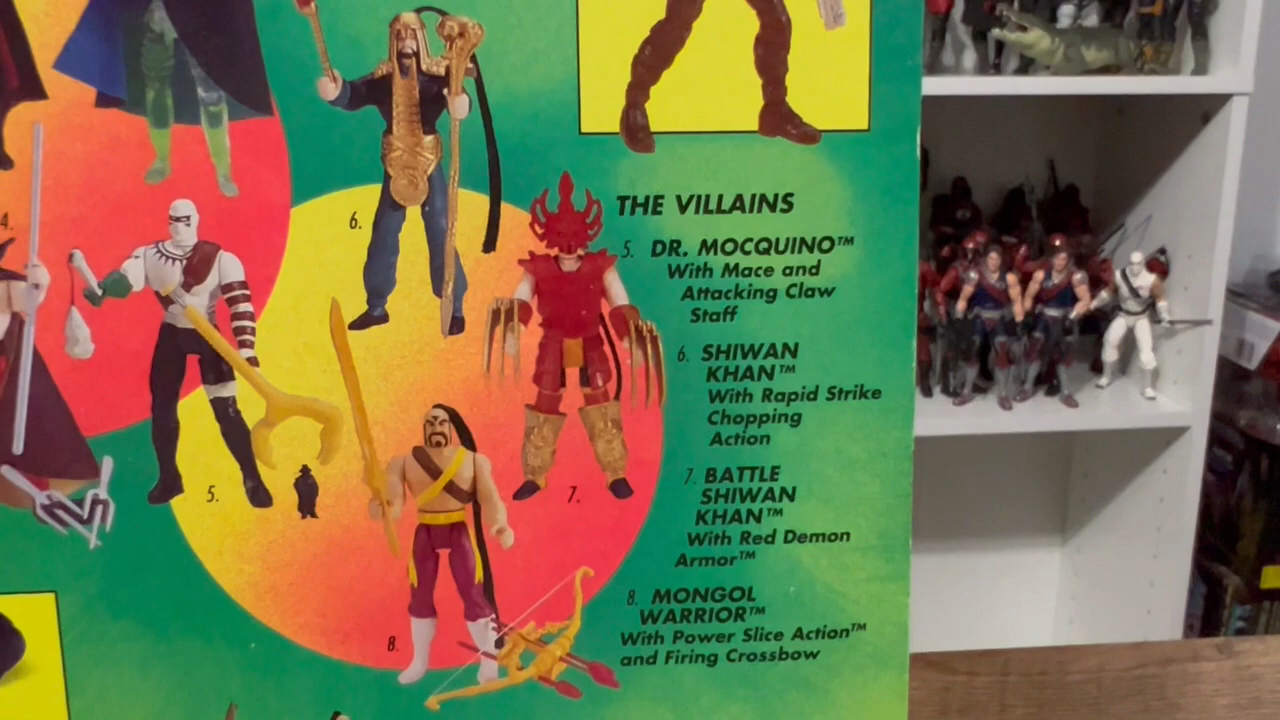 THE VILLAINS
5. DR. MOCQUINO™
With Mace and
Attacking Claw
Staff
6. SHIWAN
KHAN™
With Rapid Strike
Chopping
Action
7. BATTLE
SHIWAN
KHAN™
With Red Demon
Armor™
8. MONGOL
WARRIOR™
With Power Slice Action™
and Firing Crossbow
4.
6.
5.
7.
8.